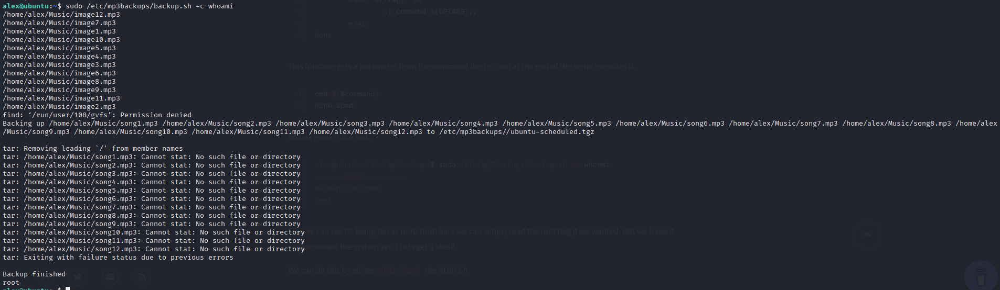 alex@ubuntu:~$ sudo /etc/mp3backups/backup.sh -c whoami
/home/alex/Music/image12.mp3
/home/alex/Music/image7.mp3
/home/alex/Music/image1.mp3
/home/alex/Music/image10.mp3
/home/alex/Music/image5.mp3
/home/alex/Music/image4.mp3
/home/alex/Music/image3.mp3
/home/alex/Music/image6.mp3
/home/alex/Music/image8.mp3
/home/alex/Music/image9.mp3
/home/alex/Music/image11.mp3
/home/alex/Music/image2.mp3
find: ‘/run/user/108/gvfs’: Permission denied
Backing up /home/alex/Music/song1.mp3 /home/alex/Music/song2.mp3 /home/alex/Music/song3.mp3 /home/alex/Music/song4.mp3 /home/alex/Music/song5.mp3 /home/alex/Music/song6.mp3 /home/alex/Music/song7.mp3 /home/alex/Music/song8.mp3 /home/alex
/Music/song9.mp3 /home/alex/Music/song10.mp3 /home/alex/Music/song11.mp3 /home/alex/Music/song12.mp3 to /etc/mp3backups//ubuntu-scheduled.tgz
tar: Removing leading `/' from member names
tar: /home/alex/Music/song1.mp3: Cannot stat: No such file or directory
tar: /home/alex/Music/song2.mp3: Cannot stat: No such file or directory
tar: /home/alex/Music/song3.mp3: Cannot stat: No such file or directory
tar: /home/alex/Music/song4.mp3: Cannot stat: No such file or directory
tar: /home/alex/Music/song5.mp3: Cannot stat: No such file or directory
tar: /home/alex/Music/song6.mp3: Cannot stat: No such file or directory
tar: /home/alex/Music/song7.mp3: Cannot stat: No such file or directory
tar: /home/alex/Music/song8.mp3: Cannot stat: No such file or directory
tar: /home/alex/Music/song9.mp3: Cannot stat: No such file or directory
tar: /home/alex/Music/song10.mp3: Cannot stat: No such file or directory
tar: /home/alex/Music/song11.mp3: Cannot stat: No such file or directory
tar: /home/alex/Music/song12.mp3: Cannot stat: No such file or directory
tar: Exiting with failure status due to previous errors
Backup finished
root
alex@ubuntu:~$